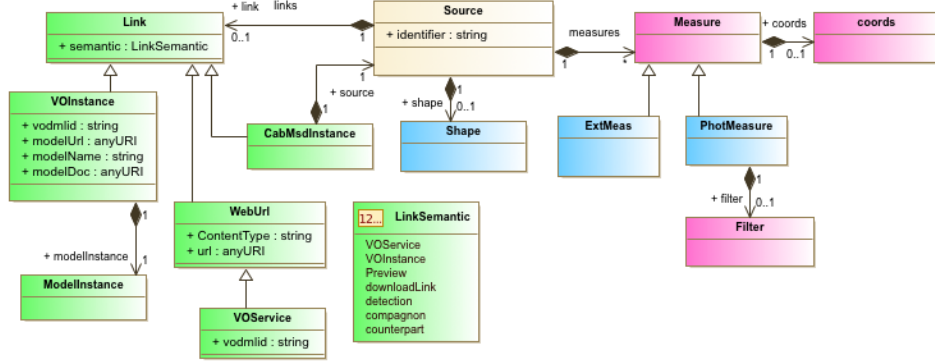 Link
+ semantic : LinkSemantic
+ link
links
0..1
1
Source
+ identifier : string
measures
1
*
Measure
+ coords
1
0..1
coords
1
+ source
1
1
+ shape
0..1
VOInstance
+ vodmlid : string
+ modelUrl : anyURI
+ modelName : string
+ modelDoc : anyURI
CabMsdInstance
Shape
ExtMeas
PhotMeasure
1
+ filter
0..1
Filter
1
+ modelInstance
1
ModelInstance
WebUrl
+ ContentType : string
+ url : anyURI
VOService
+ vodmlid : string
12...
LinkSemantic
VOService
VOInstance
Preview
downloadLink
detection
compagnon
counterpart